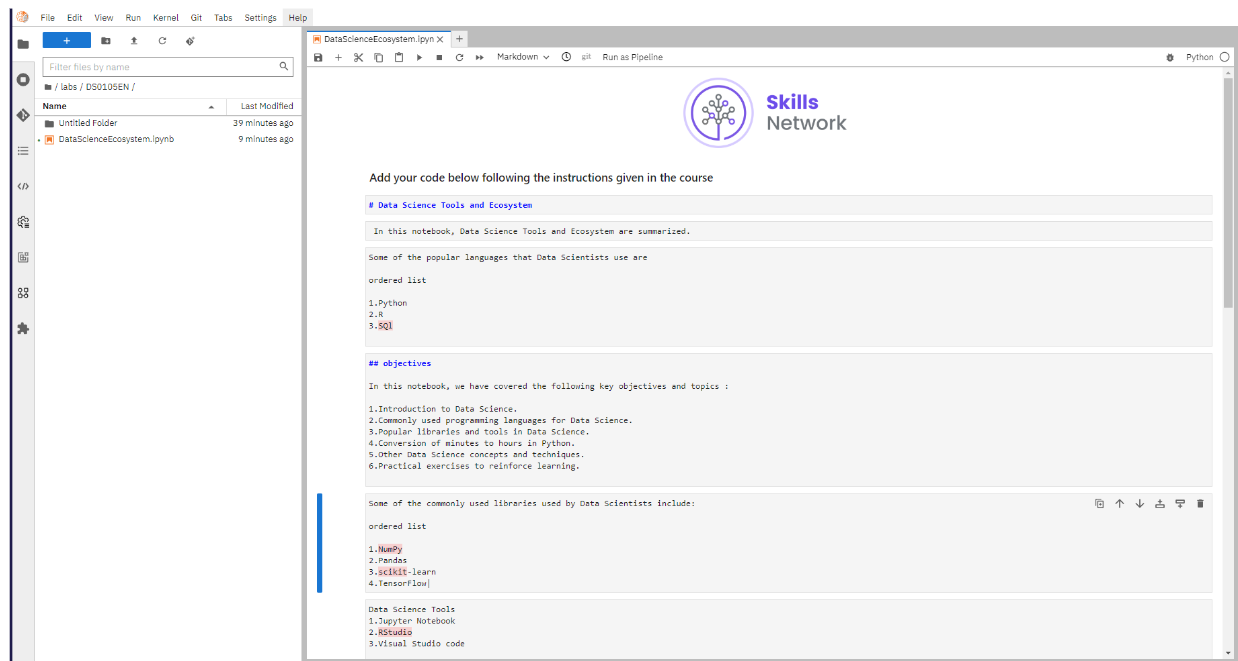 File Edit View Run Kernel Git Tabs Settings Help
+
Filter files by name
/ labs / DS0105EN /
Name Last Modified
Untitled Folder 39 minutes ago
DataScienceEcosystem.ipynb 9 minutes ago
DataScienceEcosystem.ipyn × +
Markdown git Run as Pipeline Python
Skills
Network
Add your code below following the instructions given in the course
# Data Science Tools and Ecosystem
In this notebook, Data Science Tools and Ecosystem are summarized.
Some of the popular languages that Data Scientists use are
ordered list
1.Python
2.R
3.SQl
## objectives
In this notebook, we have covered the following key objectives and topics :
1.Introduction to Data Science.
2.Commonly used programming languages for Data Science.
3.Popular libraries and tools in Data Science.
4.Conversion of minutes to hours in Python.
5.Other Data Science concepts and techniques.
6.Practical exercises to reinforce learning.
Some of the commonly used libraries used by Data Scientists include:
ordered list
1.NumPy
2.Pandas
3.scikit-learn
4.TensorFlow
Data Science Tools
1.Jupyter Notebook
2.RStudio
3.Visual Studio code